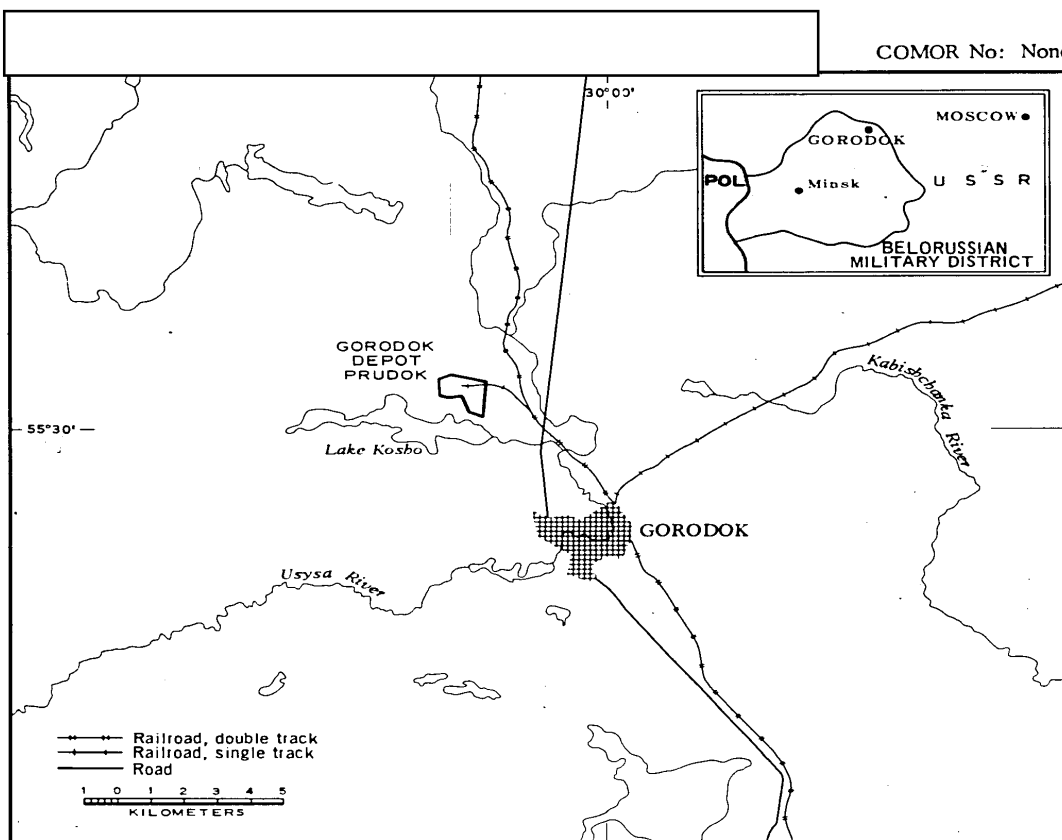 COMOR No:
30°00'
MOSCOW
GORODOK
POL
Minsk
U S S R
BELORUSSIAN
MILITARY DISTRICT
GORODOK
DEPOT
PRUDOK
Kabishchanka River
55°30'
Lake Kosho
GORODOK
Usysa River
Railroad, double track
Railroad, single track
Road
1 0 1 2 3 4 5
KILOMETERS